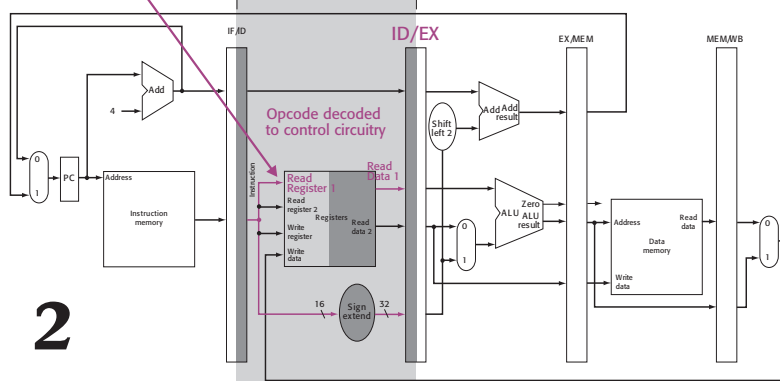 IF/ID
ID/EX
EX/MEM
MEM/WB
Add
4
Opcode decoded
to control circuitry
Shift
left 2
Add Add
result
0
1
PC
Address
Instruction
memory
Instruction
Read
Register 1
Read
Data 1
Read
register 2
Registers
Write
register
Read
data 2
Write
data
Zero
ALU ALU
result
0
1
Address
Read
data
Data
memory
Write
data
0
1
16
Sign
extend
32
2